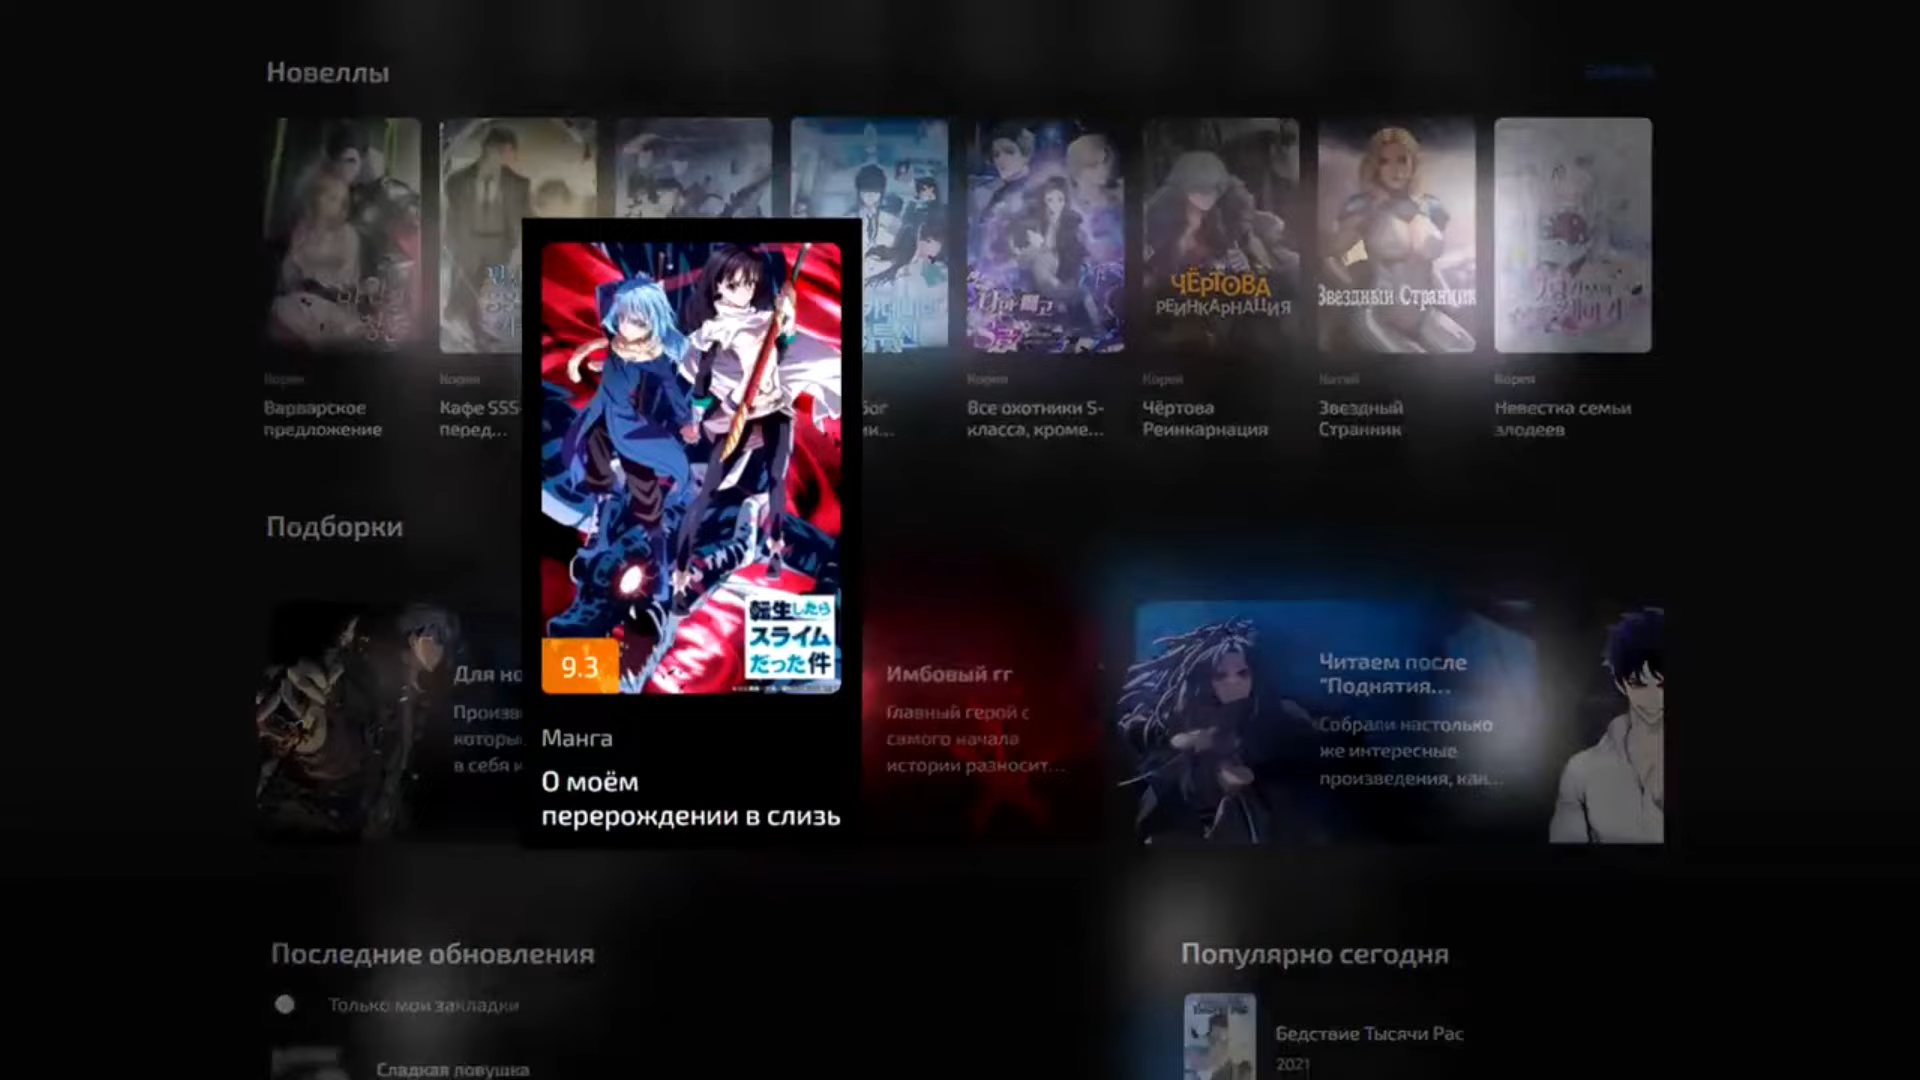 Новеллы
ЧЁРТОВА
РЕИНКАРНАЦИЯ
Звездный Странник
Корея
Варварское
предложение
Корея
Кафе SSS-
перед...
Корея
Все охотники S-
класса, кроме...
Корея
Чёртова
Реинкарнация
Китай
Звездный
Странник
Корея
Невестка семьи
злодеев
Подборки
転生したら
スライム
だった件
9.3
Манга
О моём
перерождении в слизь
Для но
Произв
которы
в себя и
Имбовый гг
Главный герой с
самого начала
истории разносит...
Читаем после
"Поднятия...
Собрали настолько
же интересные
произведения, как...
Последние обновления
Только мои закладки
Сладкая ловушка
Популярно сегодня
Бедствие Тысячи Рас
2021